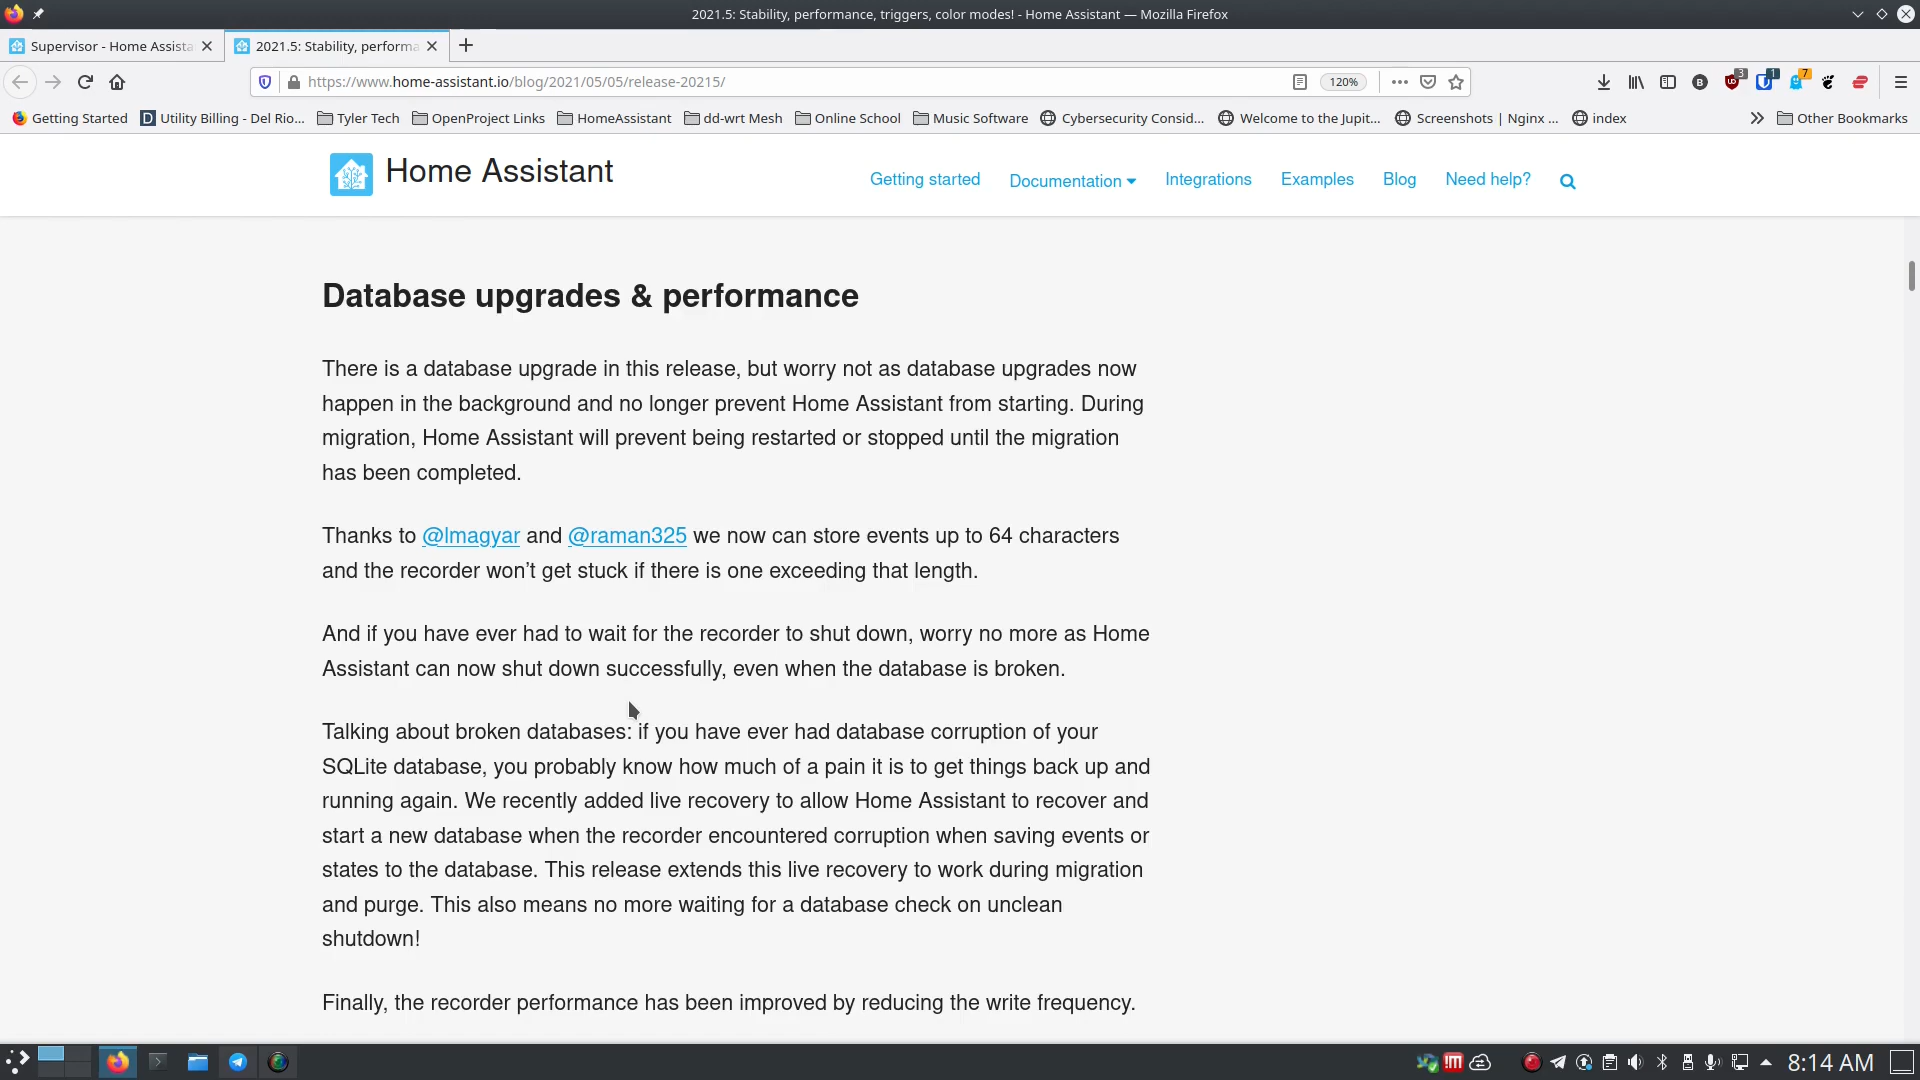 2021.5: Stability, performance, triggers, color modes! - Home Assistant — Mozilla Firefox
Supervisor - Home Assista
2021.5: Stability, performa
https://www.home-assistant.io/blog/2021/05/05/release-20215/
120%
3
1
7
Getting Started
Utility Billing - Del Rio...
Tyler Tech
OpenProject Links
HomeAssistant
dd-wrt Mesh
Online School
Music Software
Cybersecurity Consid...
Welcome to the Jupit...
Screenshots | Nginx ...
index
Other Bookmarks
Home Assistant
Getting started
Documentation
Integrations
Examples
Blog
Need help?
Database upgrades & performance
There is a database upgrade in this release, but worry not as database upgrades now
happen in the background and no longer prevent Home Assistant from starting. During
migration, Home Assistant will prevent being restarted or stopped until the migration
has been completed.
Thanks to @lmagyar and @raman325 we now can store events up to 64 characters
and the recorder won’t get stuck if there is one exceeding that length.
And if you have ever had to wait for the recorder to shut down, worry no more as Home
Assistant can now shut down successfully, even when the database is broken.
Talking about broken databases: if you have ever had database corruption of your
SQLite database, you probably know how much of a pain it is to get things back up and
running again. We recently added live recovery to allow Home Assistant to recover and
start a new database when the recorder encountered corruption when saving events or
states to the database. This release extends this live recovery to work during migration
and purge. This also means no more waiting for a database check on unclean
shutdown!
Finally, the recorder performance has been improved by reducing the write frequency.
8:14 AM